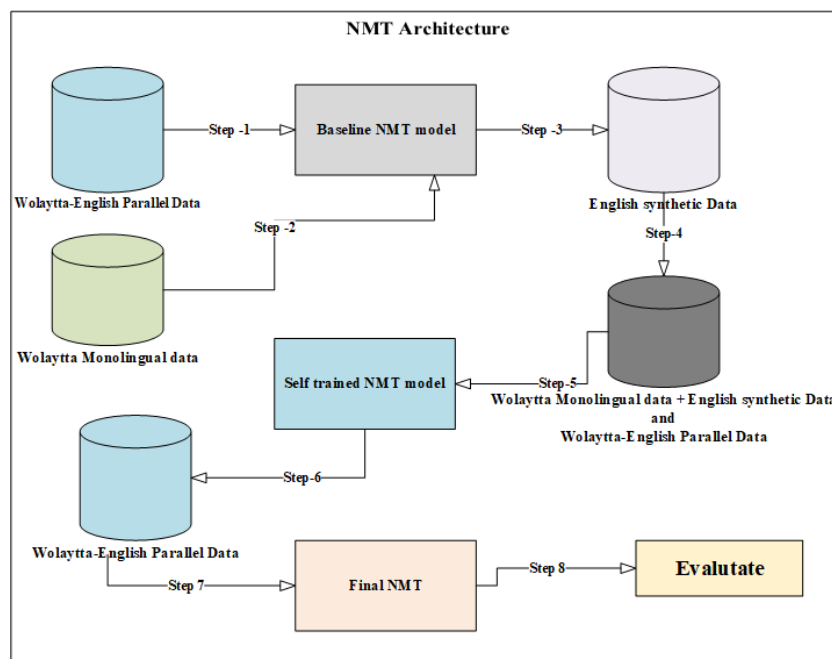 NMT Architecture
Step -1
Baseline NMT model
Step -3
Wolaytta-English Parallel Data
English synthetic Data
Step -2
Step-4
Wolaytta Monolingual data
Self trained NMT model
Step-5
Wolaytta Monolingual data + English synthetic Data
and
Wolaytta-English Parallel Data
Step-6
Wolaytta-English Parallel Data
Step 7
Final NMT
Step 8
Evalutate